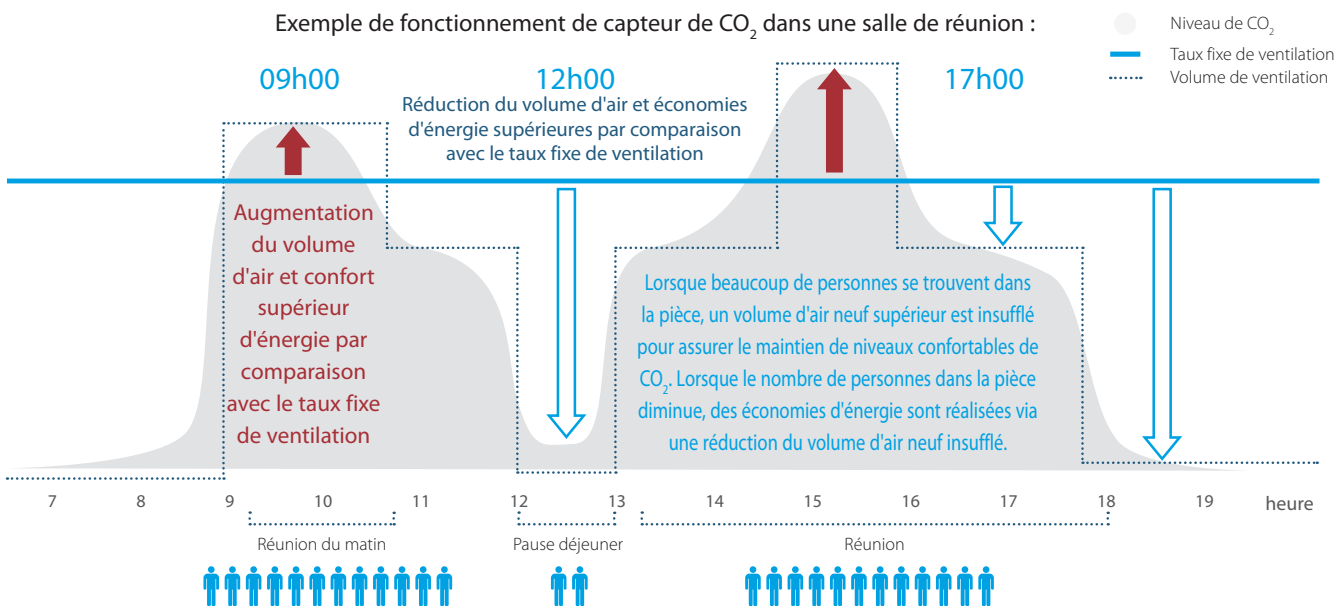 Exemple de fonctionnement de capteur de CO₂ dans une salle de réunion :
Niveau de CO₂
Taux fixe de ventilation
Volume de ventilation
09h00
12h00
17h00
Réduction du volume d'air et économies
d'énergie supérieures par comparaison
avec le taux fixe de ventilation
Augmentation
du volume
d'air et confort
supérieur
d'énergie par
comparaison
avec le taux fixe
de ventilation
Lorsque beaucoup de personnes se trouvent dans
la pièce, un volume d'air neuf supérieur est insufflé
pour assurer le maintien de niveaux confortables de
CO₂. Lorsque le nombre de personnes dans la pièce
diminue, des économies d'énergie sont réalisées via
une réduction du volume d'air neuf insufflé.
7 8 9 10 11 12 13 14 15 16 17 18 19 heure
Réunion du matin
Pause déjeuner
Réunion